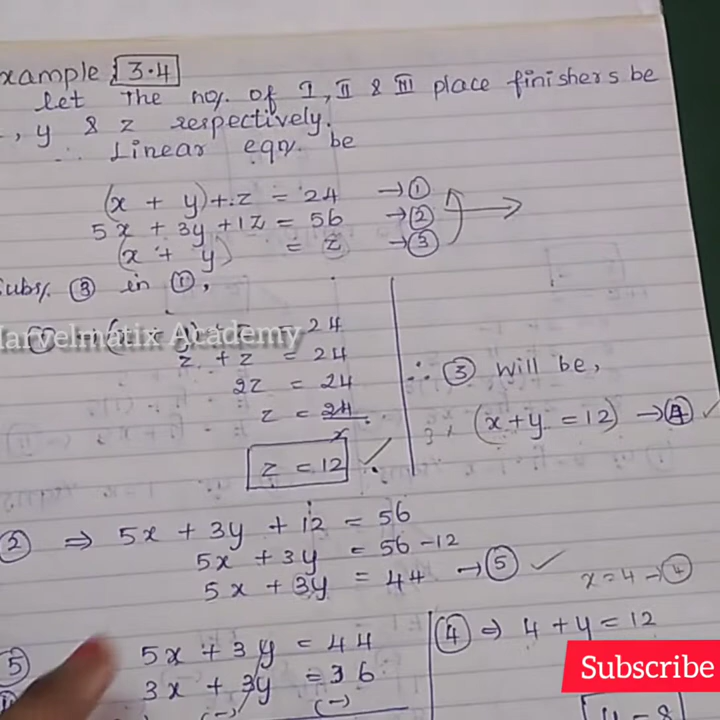 xample 3.4
let The no/. of I, II & III place finishers be
, y & z respectively.
∴ Linear eqn/. be
(x + y) + z = 24 → ①
5x + 3y + 1z = 56 → ②
(x + y) = z → ③
Subs/. ③ in ①,
Marvelmatix Academy = 24
z + z = 24
2z = 24
z = 24/2
z = 12
∴ ③ will be,
(x + y = 12) → ④
② ⇒ 5x + 3y + 12 = 56
5x + 3y = 56 - 12
5x + 3y = 44 → ⑤
x = 4 → ④
⑤ 5x + 3y = 44
3x + 3y = 36
(-) (-)
④ ⇒ 4 + y = 12
Subscribe
y = 8